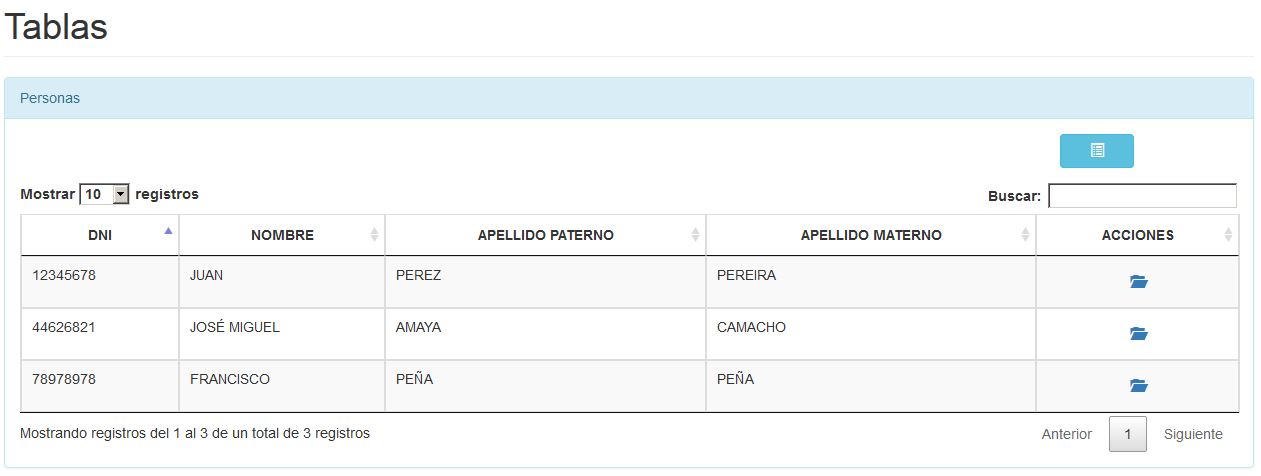 Tablas
Personas
Mostrar 10 registros
Buscar:
DNI NOMBRE APELLIDO PATERNO APELLIDO MATERNO ACCIONES
12345678 JUAN PEREZ PEREIRA
44626821 JOSÉ MIGUEL AMAYA CAMACHO
78978978 FRANCISCO PEÑA PEÑA
Mostrando registros del 1 al 3 de un total de 3 registros
Anterior 1 Siguiente